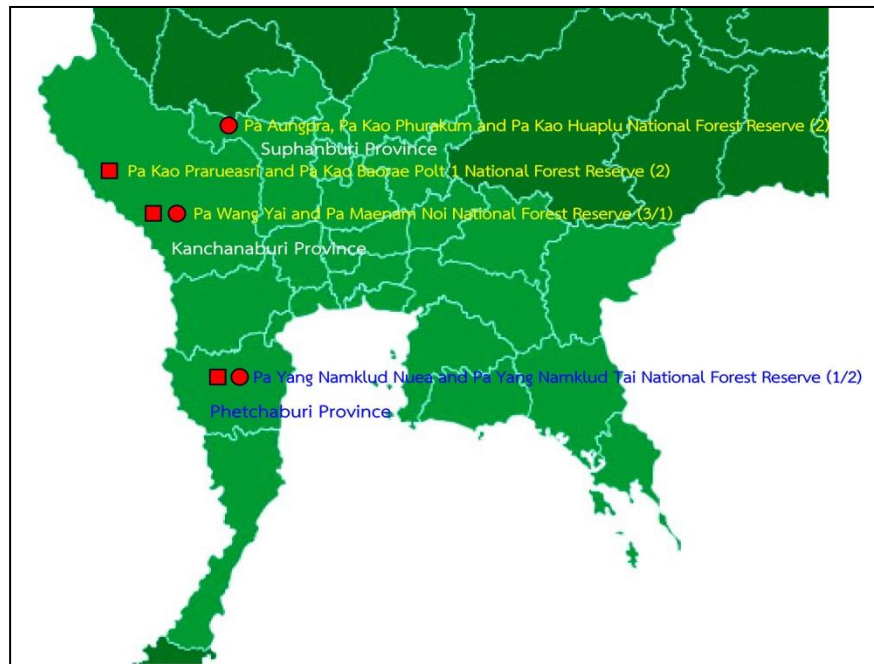 Pa Aungpra, Pa Kao Phurakum and Pa Kao Huaplu National Forest Reserve (2)
Suphanburi Province
Pa Kao Prarueasri and Pa Kao Baorae Polt 1 National Forest Reserve (2)
Pa Wang Yai and Pa Maenam Noi National Forest Reserve (3/1)
Kanchanaburi Province
Pa Yang Namklud Nuea and Pa Yang Namklud Tai National Forest Reserve (1/2)
Phetchaburi Province